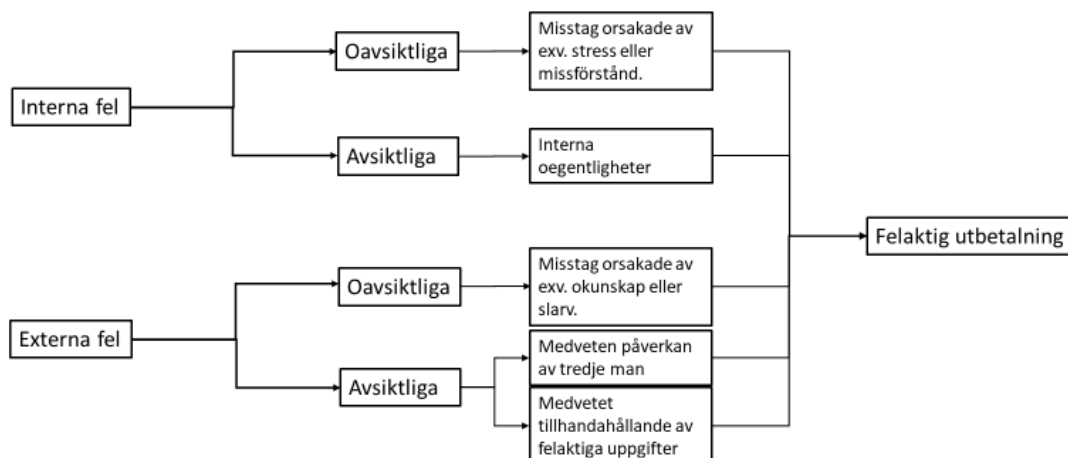 Interna fel
Oavsiktliga
Misstag orsakade av
exv. stress eller
missförstånd.
Avsiktliga
Interna
oegentligheter
Externa fel
Oavsiktliga
Misstag orsakade av
exv. okunskap eller
slarv.
Avsiktliga
Medveten påverkan
av tredje man
Medvetet
tillhandahållande av
felaktiga uppgifter
Felaktig utbetalning